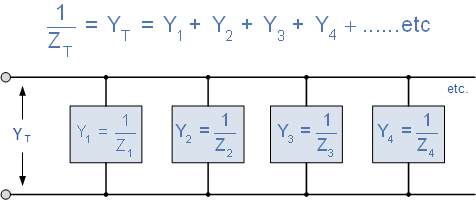 1/Z_T = Y_T = Y_1 + Y_2 + Y_3 + Y_4 + ......etc
etc.
Y_T
Y_1 = 1/Z_1
Y_2 = 1/Z_2
Y_3 = 1/Z_3
Y_4 = 1/Z_4